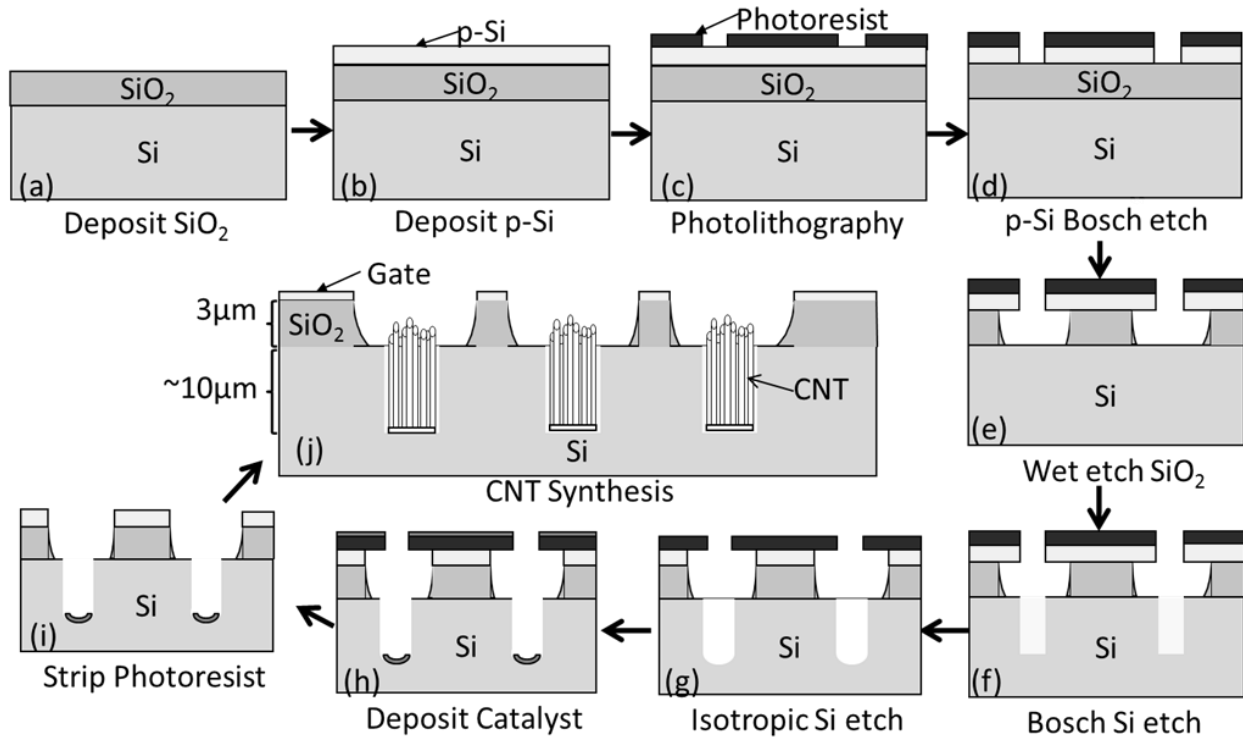 SiO₂
Si
(a)
Deposit SiO₂
p-Si
SiO₂
Si
(b)
Deposit p-Si
Photoresist
SiO₂
Si
(c)
Photolithography
SiO₂
Si
(d)
p-Si Bosch etch
Si
(e)
Wet etch SiO₂
Si
(f)
Bosch Si etch
Si
(g)
Isotropic Si etch
Si
(h)
Deposit Catalyst
Si
(i)
Strip Photoresist
Gate
3μm
SiO₂
~10μm
CNT
Si
(j)
CNT Synthesis